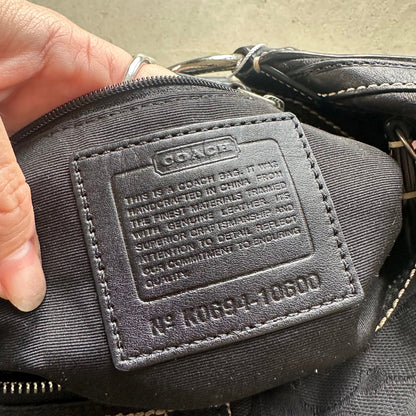 COACH
THIS IS A COACH BAG. IT WAS
HANDCRAFTED IN CHINA FROM
THE FINEST MATERIALS, TRIMMED
WITH GENUINE LEATHER. ITS
SUPERIOR CRAFTSMANSHIP AND
ATTENTION TO DETAIL REFLECT
OUR COMMITMENT TO ENDURING
QUALITY.
Nº K0694-10600